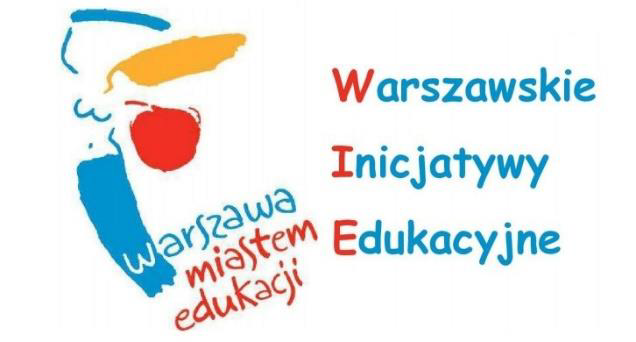 warszawa
miastem
edukacji
Warszawskie
Inicjatywy
Edukacyjne